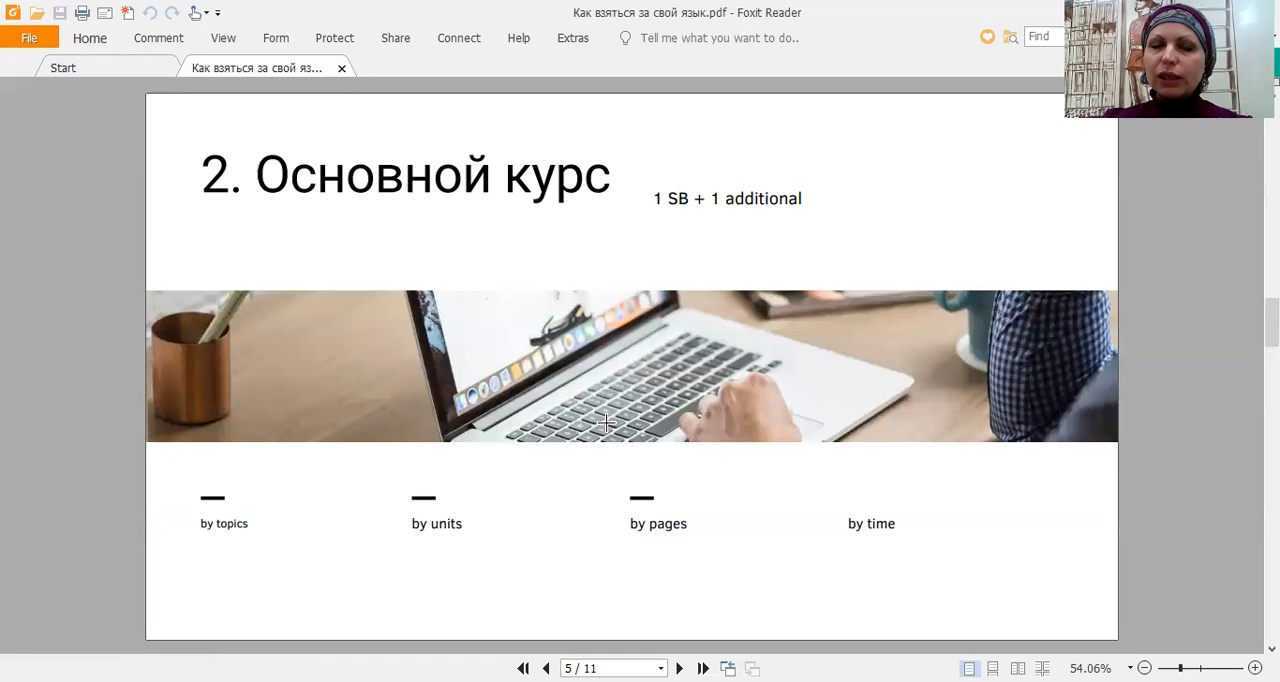 Как взяться за свой язык.pdf - Foxit Reader
File Home Comment View Form Protect Share Connect Help Extras Tell me what you want to do.. Find
Start Как взяться за свой яз...
2. Основной курс
1 SB + 1 additional
by topics by units by pages by time
5 / 11 54.06%